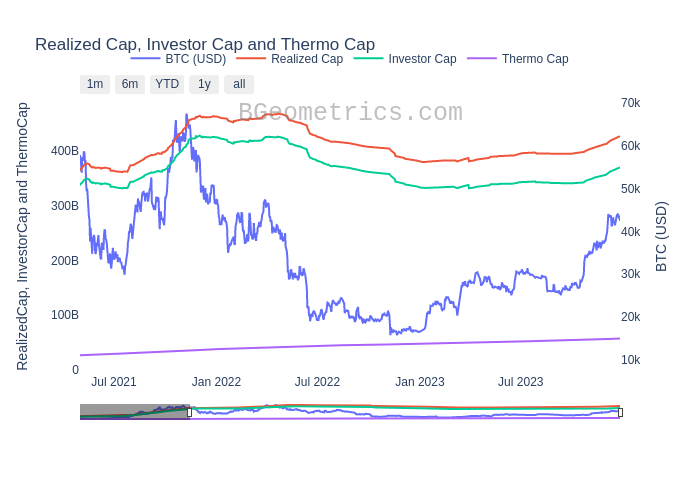 Realized Cap, Investor Cap and Thermo Cap
BTC (USD) Realized Cap Investor Cap Thermo Cap
1m 6m YTD 1y all
BGeometrics.com
RealizedCap, InvestorCap and ThermoCap
400B
300B
200B
100B
0
70k
60k
50k
40k
30k
20k
10k
BTC (USD)
Jul 2021 Jan 2022 Jul 2022 Jan 2023 Jul 2023